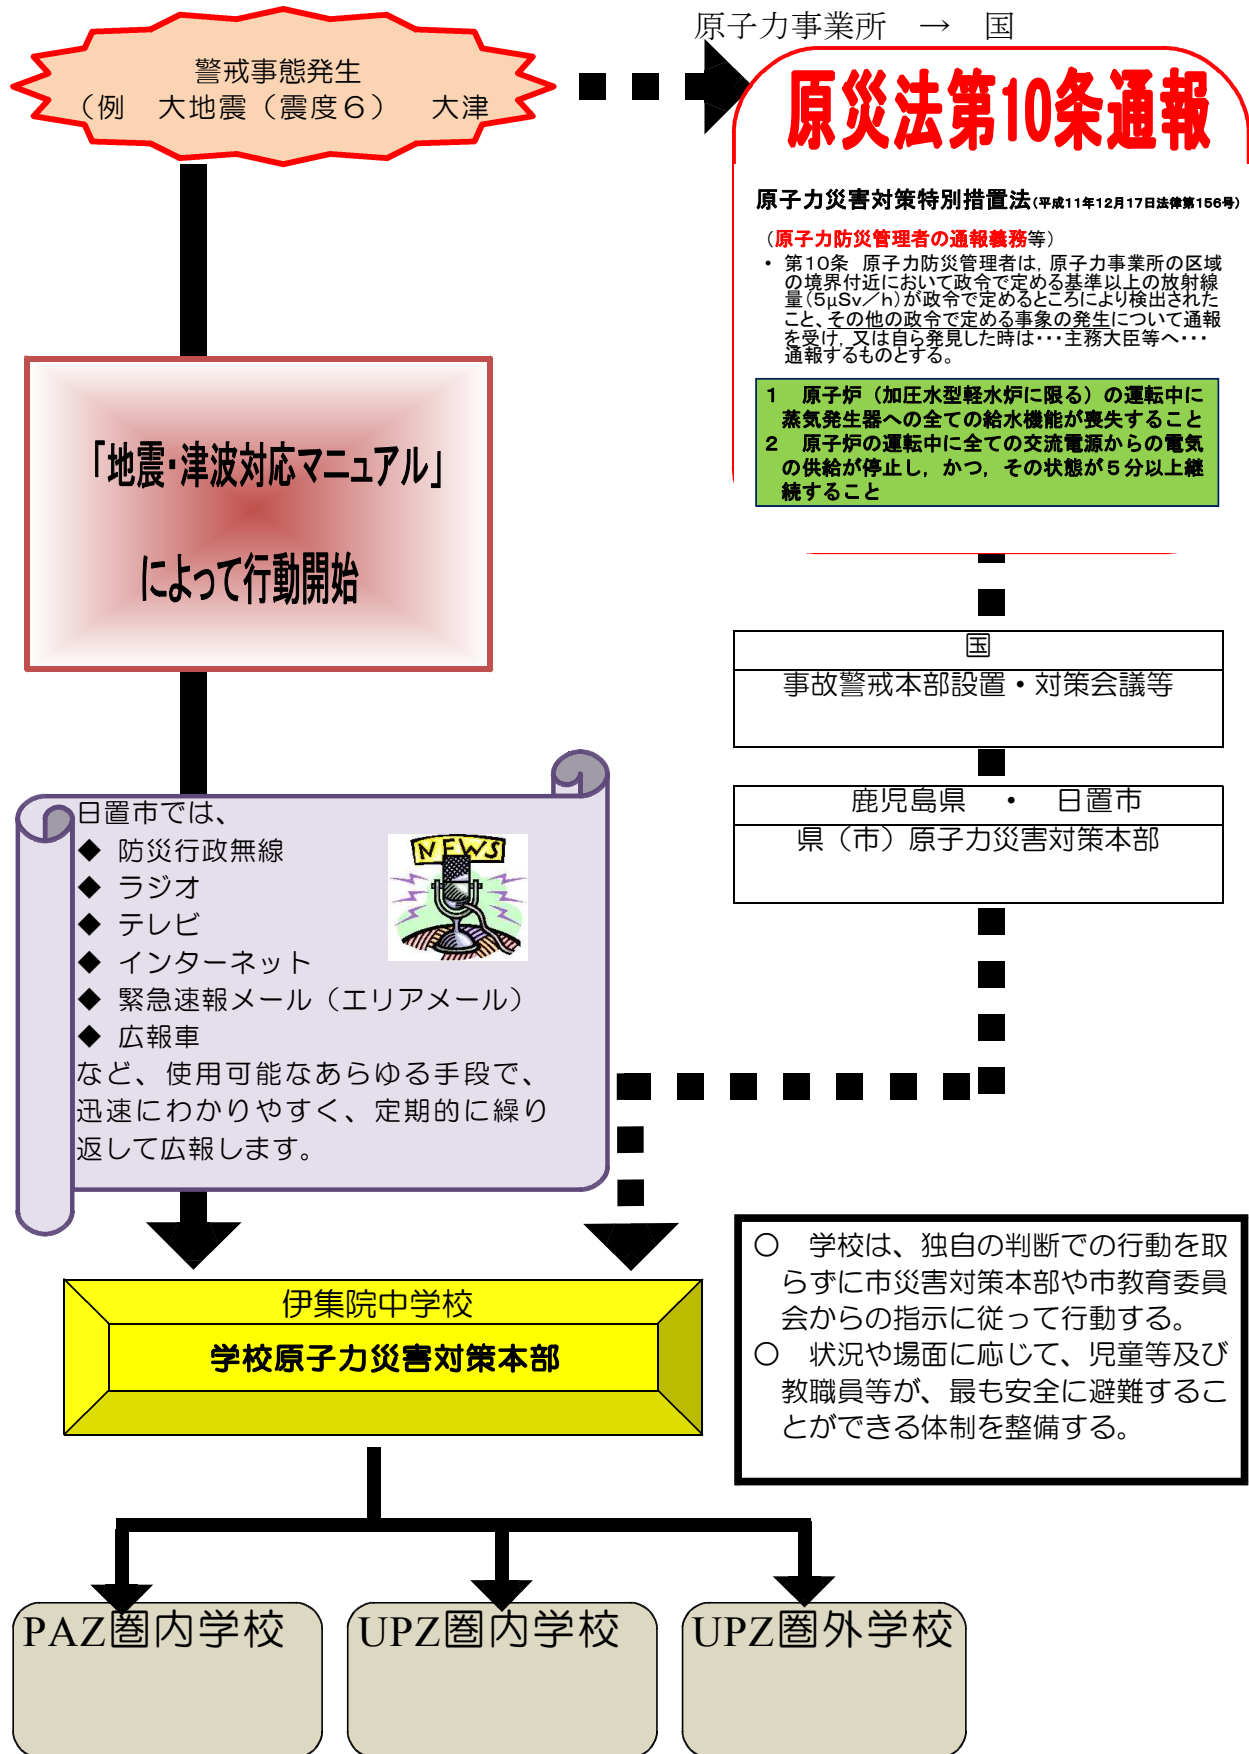 原子力事業所　→　国
警戒事態発生
（例　大地震（震度６）　大津
原災法第10条通報
原子力災害対策特別措置法(平成11年12月17日法律第156号)
（原子力防災管理者の通報義務等）
・ 第10条 原子力防災管理者は、原子力事業所の区域
の境界付近において政令で定める基準以上の放射線
量（5μSv／h）が政令で定めるところにより検出された
こと、その他の政令で定める事象の発生について通報
を受け、又は自ら発見した時は・・・主務大臣等へ・・・
通報するものとする。
1　原子炉（加圧水型軽水炉に限る）の運転中に
蒸気発生器への全ての給水機能が喪失すること
2　原子炉の運転中に全ての交流電源からの電気
の供給が停止し，かつ，その状態が５分以上継
続すること
「地震・津波対応マニュアル」
によって行動開始
国
事故警戒本部設置・対策会議等
鹿児島県　・　日置市
県（市）原子力災害対策本部
日置市では、
◆ 防災行政無線
◆ ラジオ
◆ テレビ
◆ インターネット
◆ 緊急速報メール（エリアメール）
◆ 広報車
など、使用可能なあらゆる手段で、
迅速にわかりやすく、定期的に繰り
返して広報します。
NEWS
伊集院中学校
学校原子力災害対策本部
○　学校は、独自の判断での行動を取
らずに市災害対策本部や市教育委員
会からの指示に従って行動する。
○　状況や場面に応じて、児童等及び
教職員等が、最も安全に避難するこ
とができる体制を整備する。
PAZ圏内学校
UPZ圏内学校
UPZ圏外学校